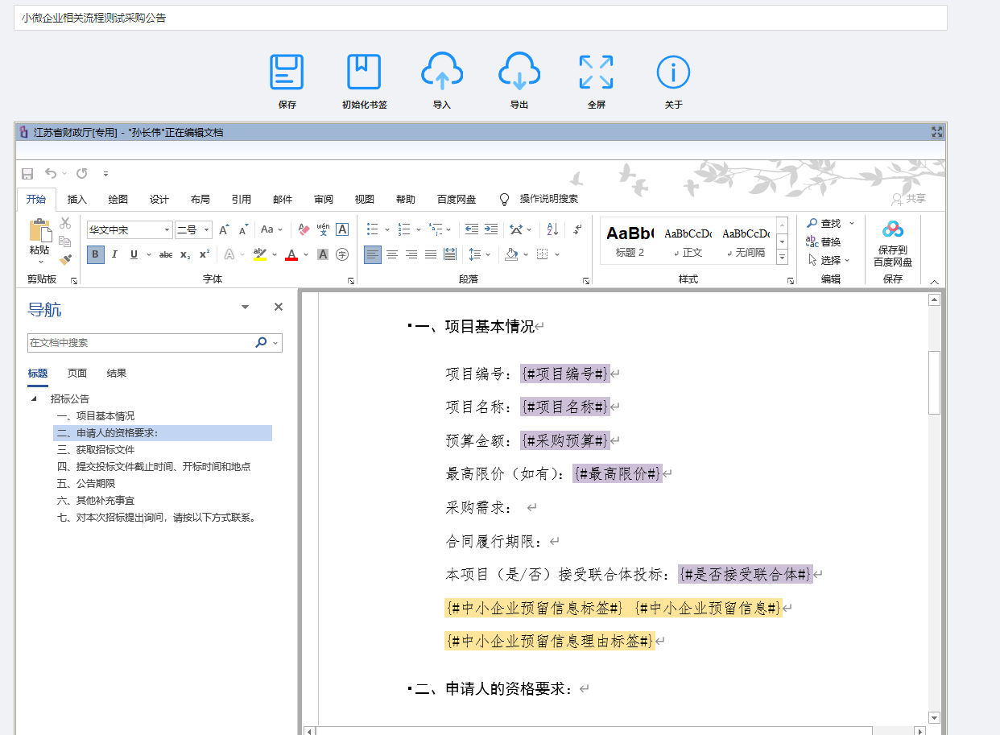 小微企业相关流程测试采购公告
保存 初始化书签 导入 导出 全屏 关于
江苏省财政厅[专用] - "孙长伟"正在编辑文档
开始 插入 绘图 设计 布局 引用 邮件 审阅 视图 帮助 百度网盘 操作说明搜索 共享
粘贴
剪贴板
华文中宋 二号 A A Aa wén 文 A
B I U abc x₂ x² A ab A A 字
字体
段落
AaBb( AaBbCcDc AaBbCcDc
标题 2 正文 无间隔
样式
查找
替换
选择
编辑
保存到
百度网盘
保存
导航
在文档中搜索
标题 页面 结果
招标公告
一、项目基本情况
二、申请人的资格要求:
三、获取招标文件
四、提交投标文件截止时间、开标时间和地点
五、公告期限
六、其他补充事宜
七、对本次招标提出询问，请按以下方式联系。
一、项目基本情况
项目编号：{#项目编号#}
项目名称：{#项目名称#}
预算金额：{#采购预算#}
最高限价（如有）：{#最高限价#}
采购需求：
合同履行期限：
本项目（是/否）接受联合体投标：{#是否接受联合体#}
{#中小企业预留信息标签#} {#中小企业预留信息#}
{#中小企业预留信息理由标签#}
二、申请人的资格要求：